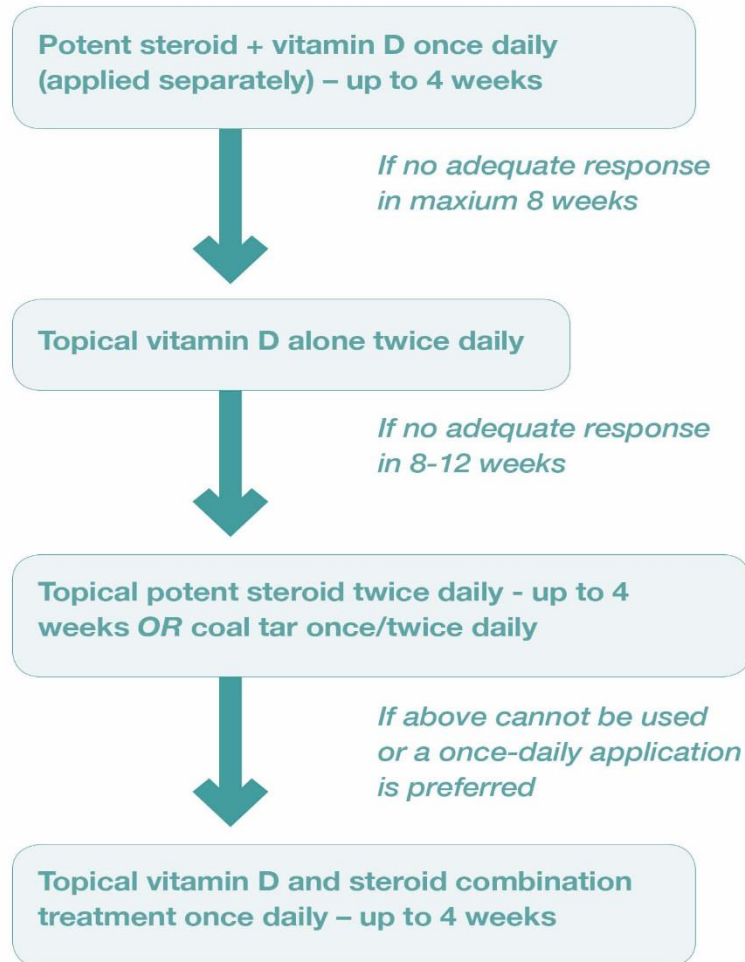 Potent steroid + vitamin D once daily
(applied separately) – up to 4 weeks
If no adequate response
in maxium 8 weeks
Topical vitamin D alone twice daily
If no adequate response
in 8-12 weeks
Topical potent steroid twice daily - up to 4
weeks OR coal tar once/twice daily
If above cannot be used
or a once-daily application
is preferred
Topical vitamin D and steroid combination
treatment once daily – up to 4 weeks